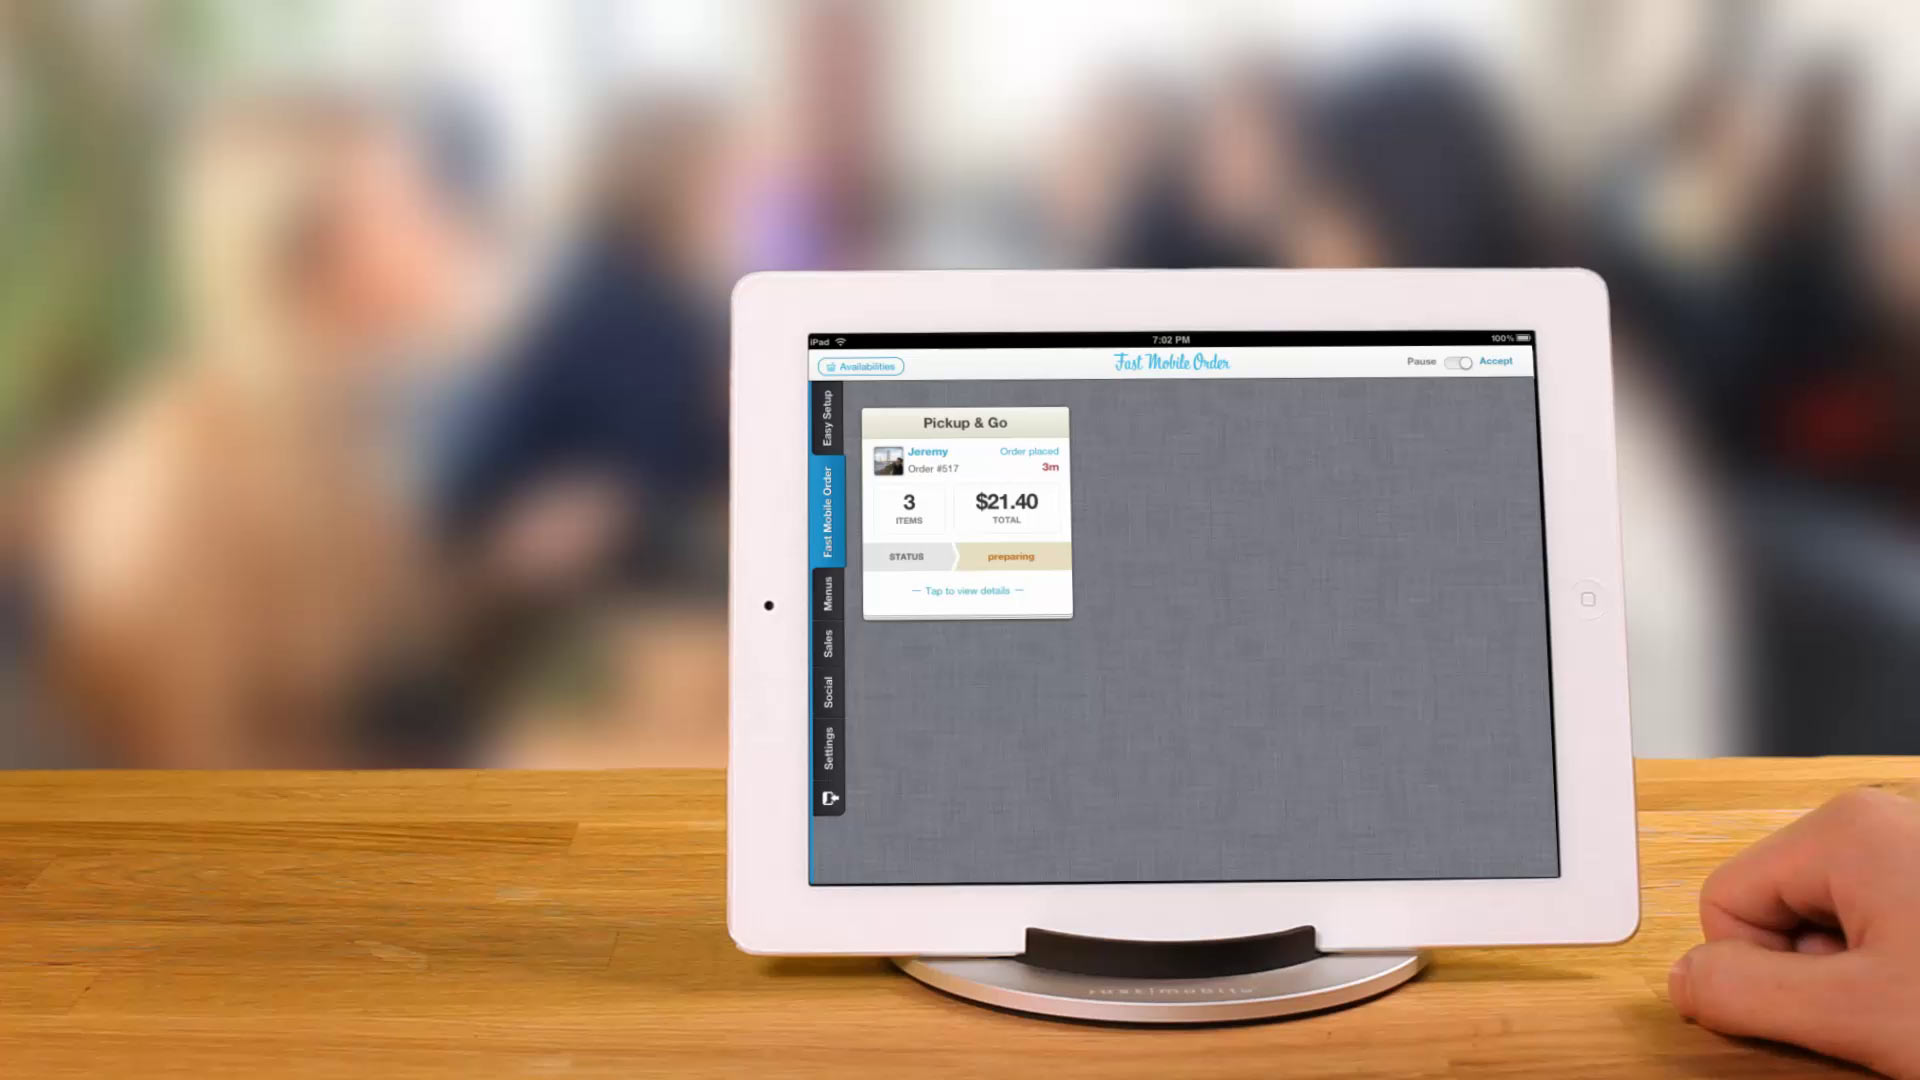 iPad
7:02 PM
100%
Availabilities
Fast Mobile Order
Pause
Accept
Easy Setup
Fast Mobile Order
Menus
Sales
Social
Settings
Pickup & Go
Jeremy
Order placed
Order #517
3m
3
$21.40
ITEMS
TOTAL
STATUS
preparing
— Tap to view details —